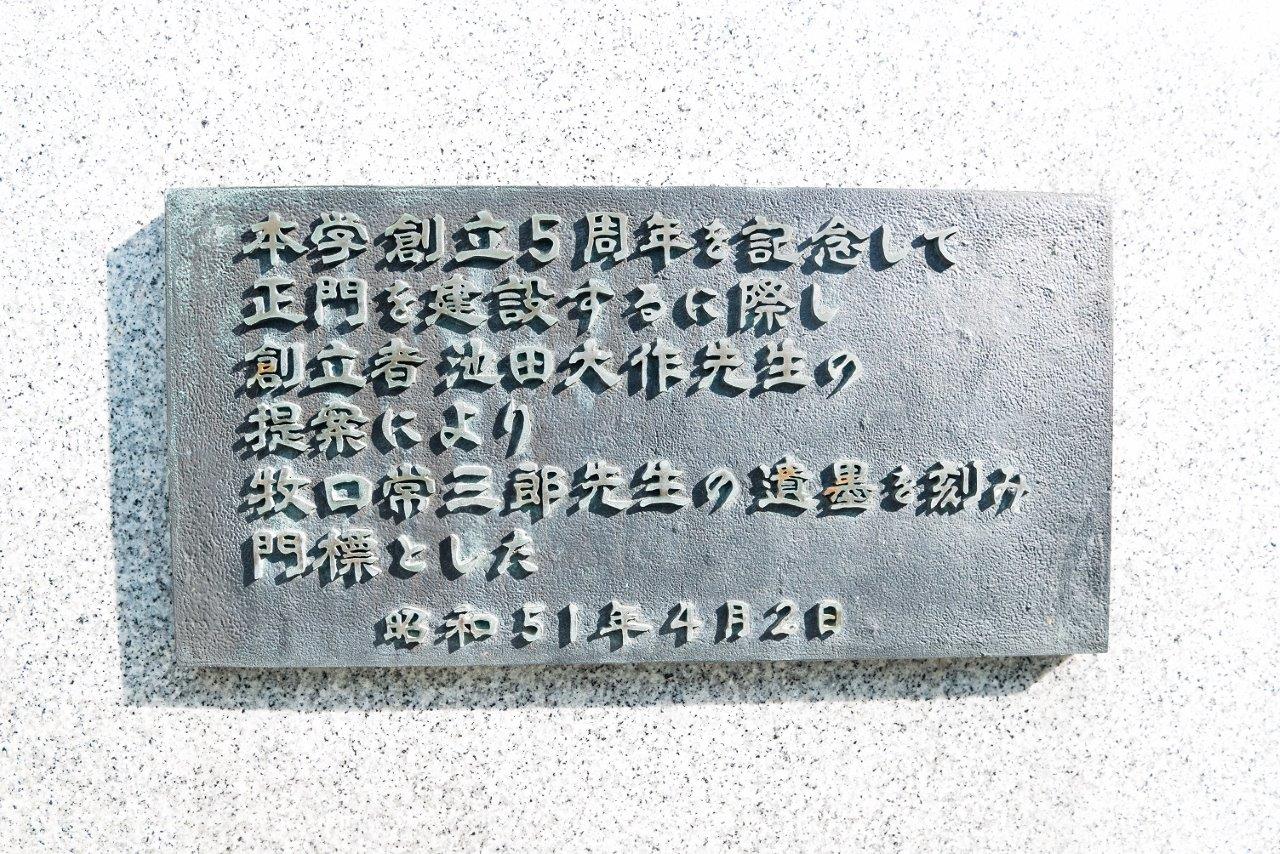 本学創立5周年を記念して
正門を建設するに際し
創立者池田大作先生の
提案により
牧口常三郎先生の遺墨を刻み
門標とした
昭和51年4月2日